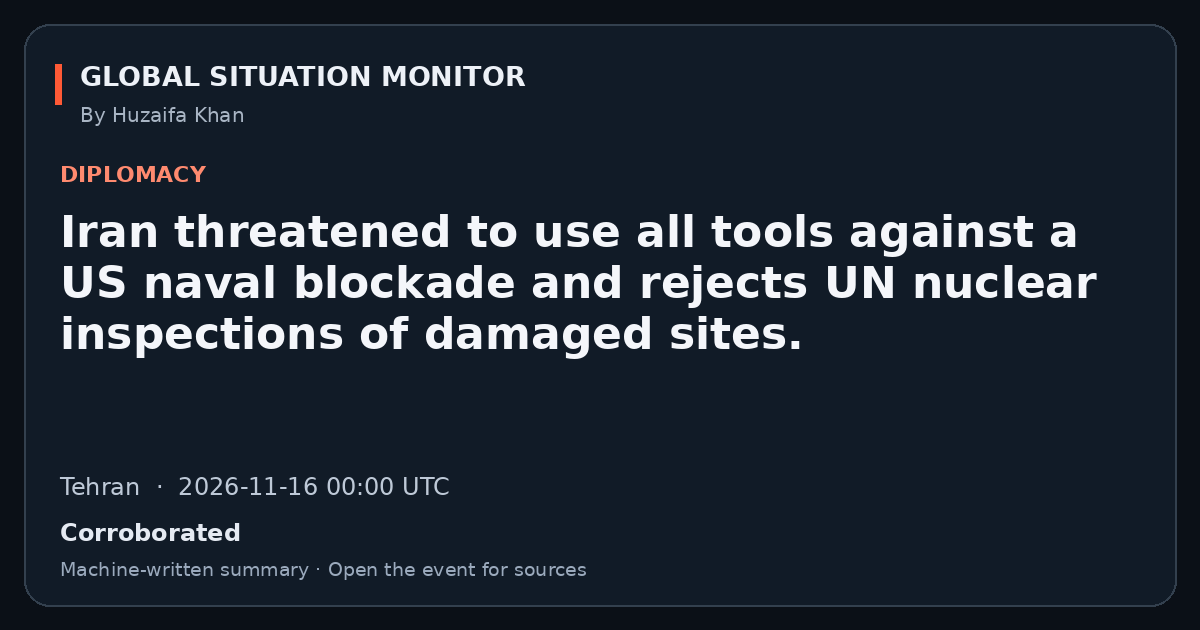 GLOBAL SITUATION MONITOR
By Huzaifa Khan
DIPLOMACY
Iran threatened to use all tools against a
US naval blockade and rejects UN nuclear
inspections of damaged sites.
Tehran · 2026-11-16 00:00 UTC
Corroborated
Machine-written summary · Open the event for sources